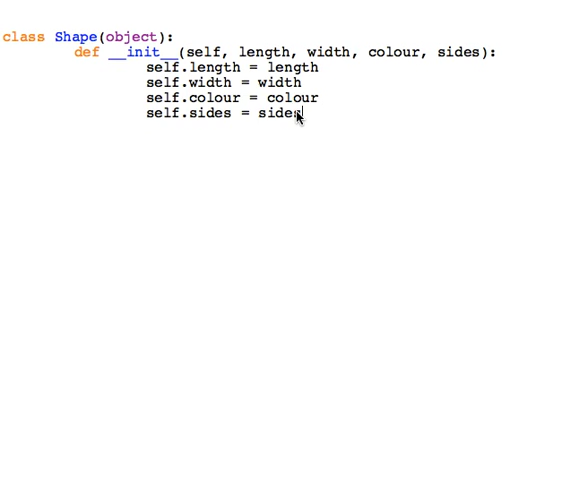 class Shape(object):
def __init__(self, length, width, colour, sides):
self.length = length
self.width = width
self.colour = colour
self.sides = sides